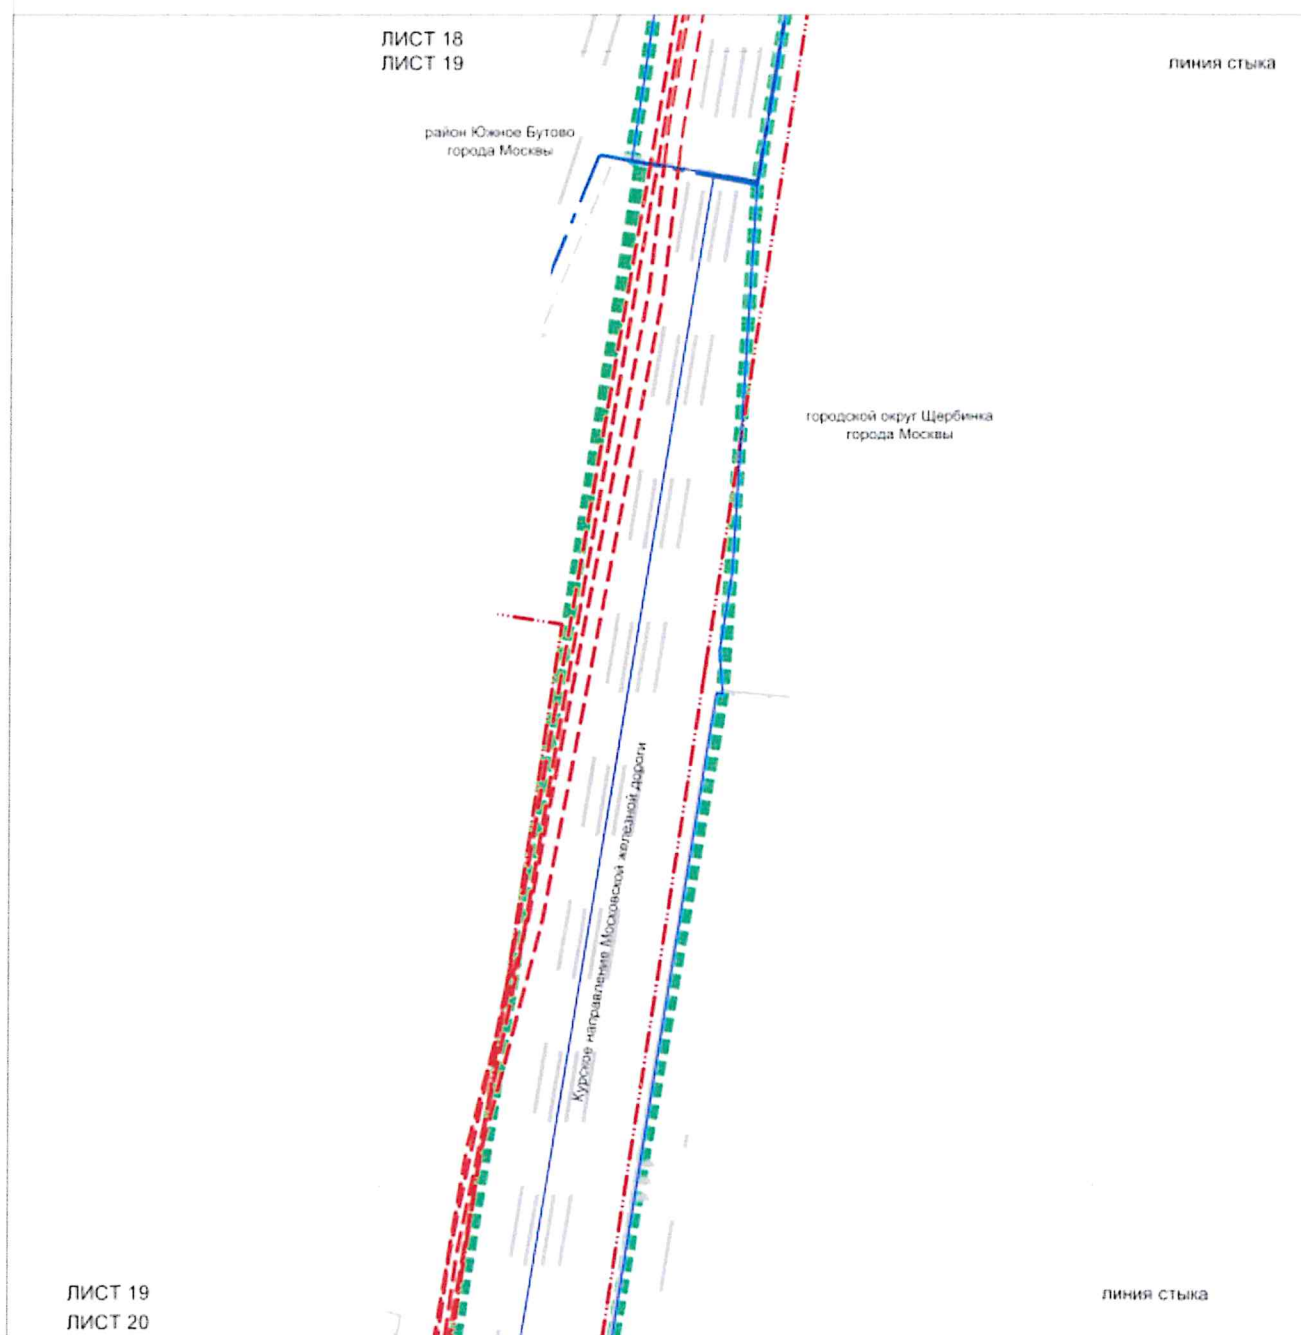 ЛИСТ 18
ЛИСТ 19
линия стыка
район Южное Бутово
города Москвы
городской округ Щербинка
города Москвы
Курское направление Московской железной дороги
ЛИСТ 19
ЛИСТ 20
линия стыка